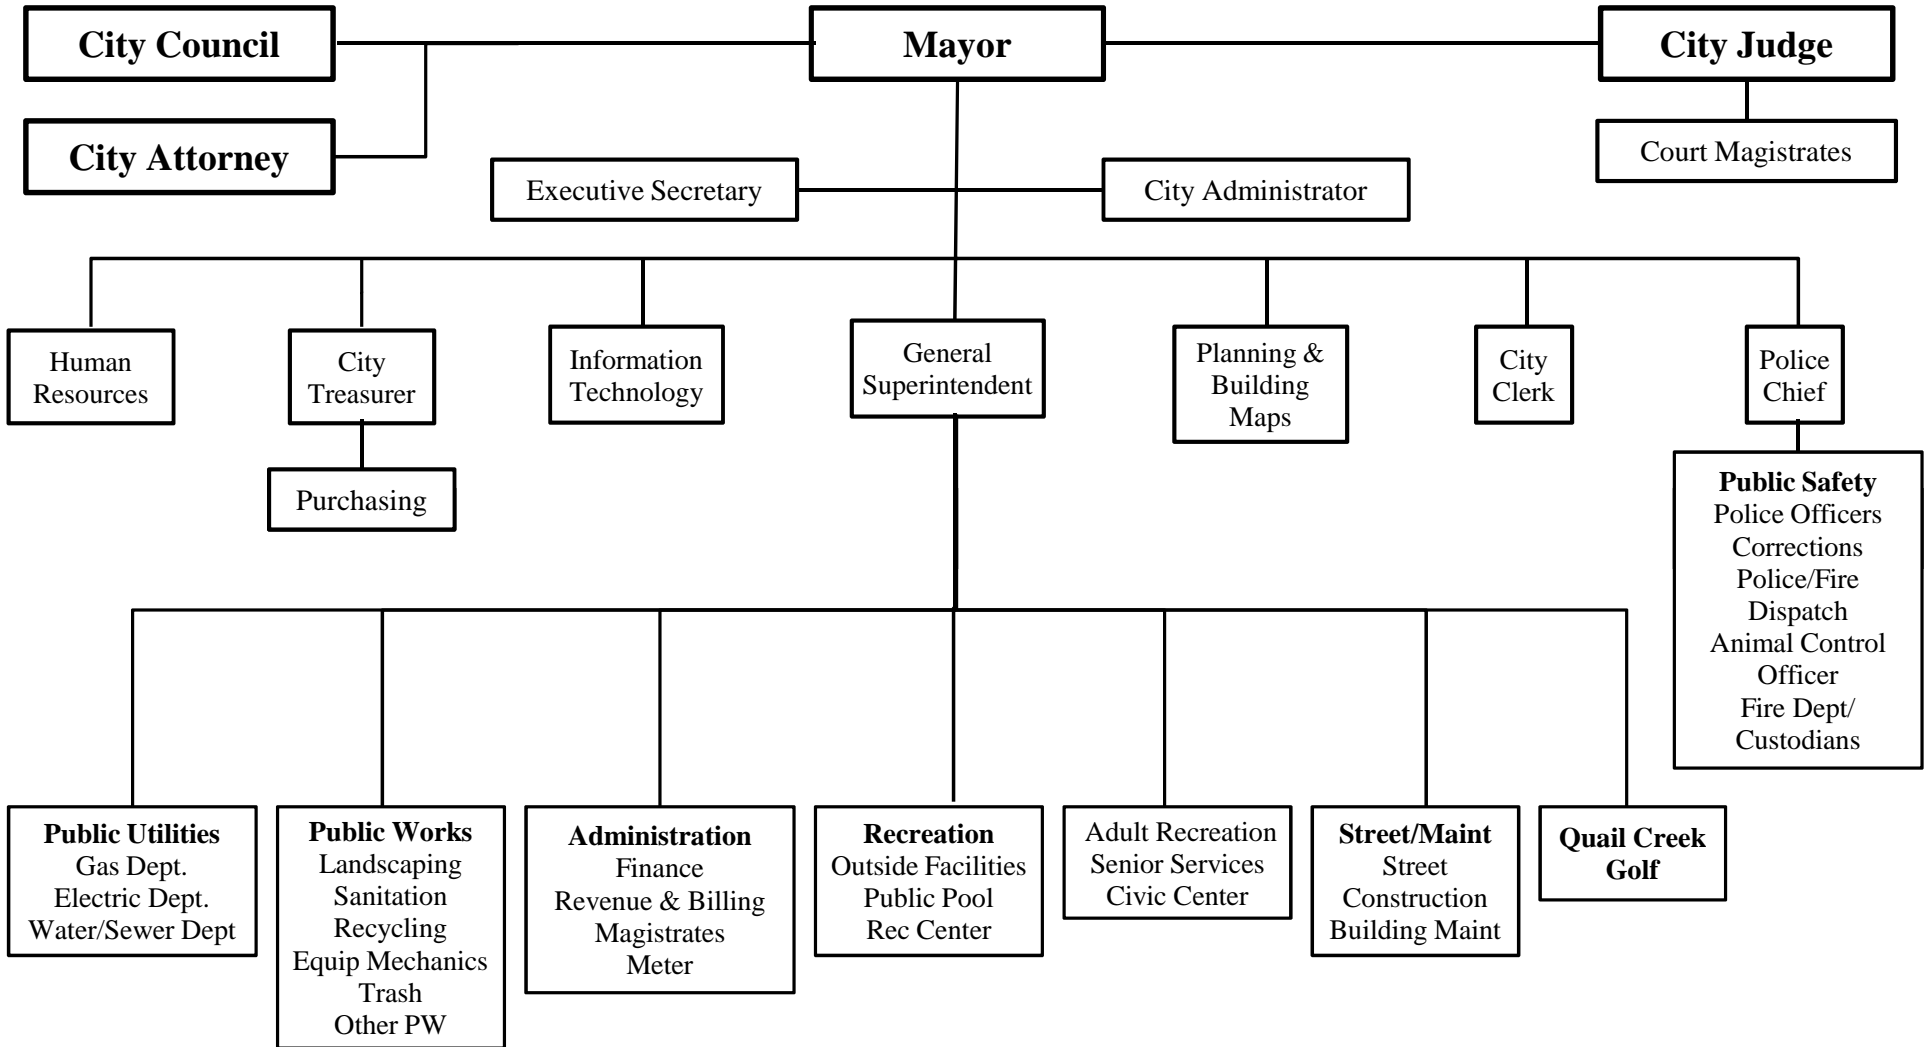 City Council
Mayor
City Judge
City Attorney
Court Magistrates
Executive Secretary
City Administrator
Human
Resources
City
Treasurer
Information
Technology
General
Superintendent
Planning &
Building
Maps
City
Clerk
Police
Chief
Purchasing
Public Safety
Police Officers
Corrections
Police/Fire
Dispatch
Animal Control
Officer
Fire Dept/
Custodians
Public Utilities
Gas Dept.
Electric Dept.
Water/Sewer Dept
Public Works
Landscaping
Sanitation
Recycling
Equip Mechanics
Trash
Other PW
Administration
Finance
Revenue & Billing
Magistrates
Meter
Recreation
Outside Facilities
Public Pool
Rec Center
Adult Recreation
Senior Services
Civic Center
Street/Maint
Street
Construction
Building Maint
Quail Creek
Golf